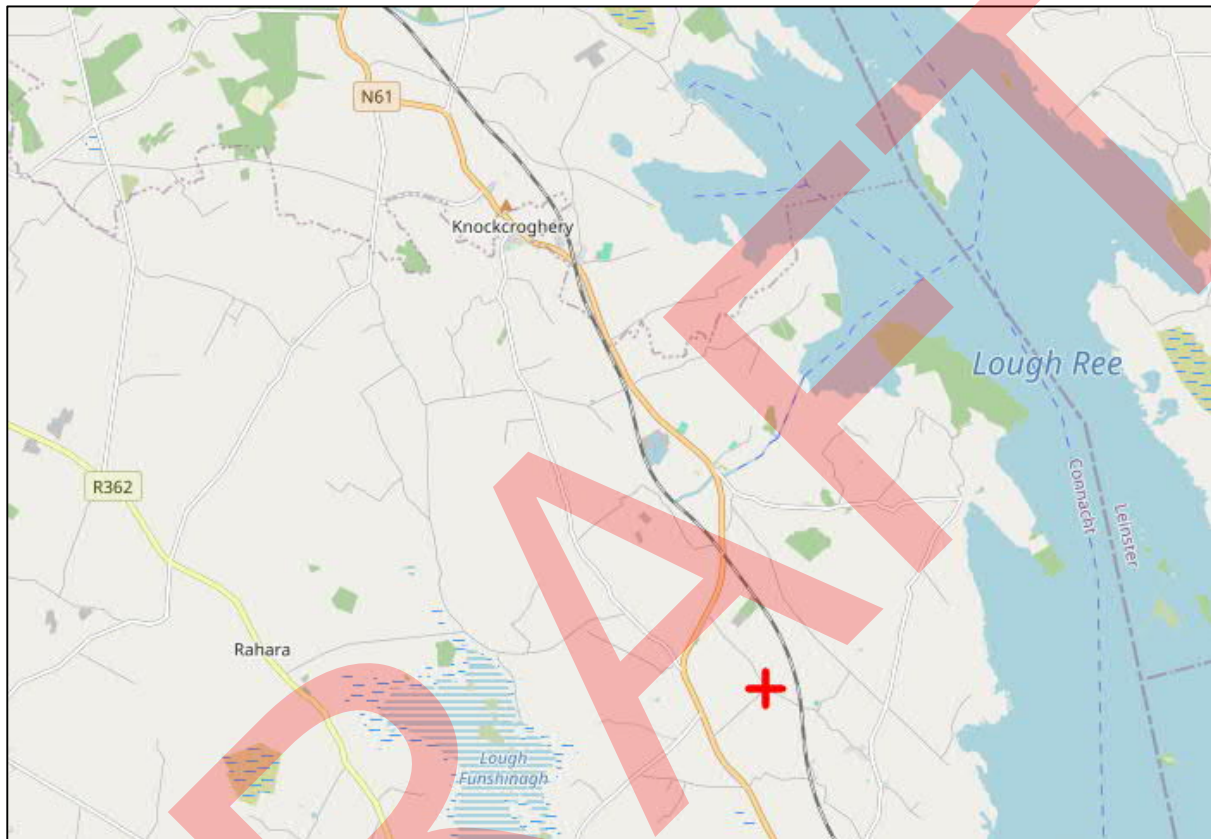 N61
Knockcroghery
Lough Ree
R362
Connacht
Leinster
Rahara
Lough
Funshinagh
DRAFT